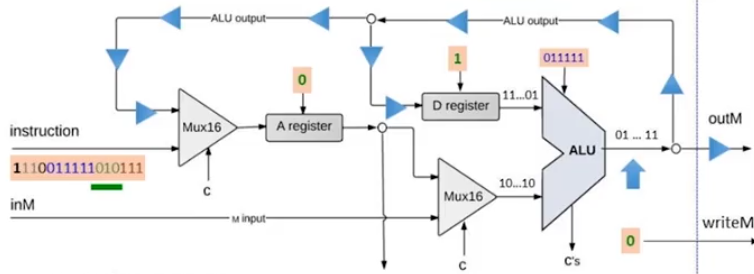 ALU output
ALU output
0
1
011111
instruction
1110011111010111
Mux16
A register
D register
11...01
ALU
01 ... 11
outM
C
inM
M input
Mux16
10...10
C
C's
0
writeM